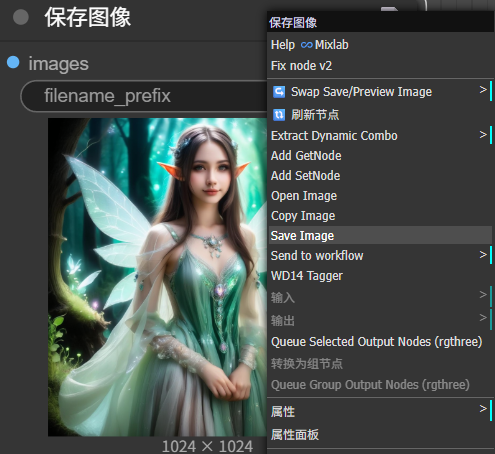 保存图像
images
filename_prefix
1024 × 1024
保存图像
Help ∞ Mixlab
Fix node v2
Swap Save/Preview Image >
刷新节点
Extract Dynamic Combo >
Add GetNode
Add SetNode
Open Image
Copy Image
Save Image
Send to workflow >
WD14 Tagger
输入 >
输出 >
Queue Selected Output Nodes (rgthree)
转换为组节点
Queue Group Output Nodes (rgthree)
属性 >
属性面板